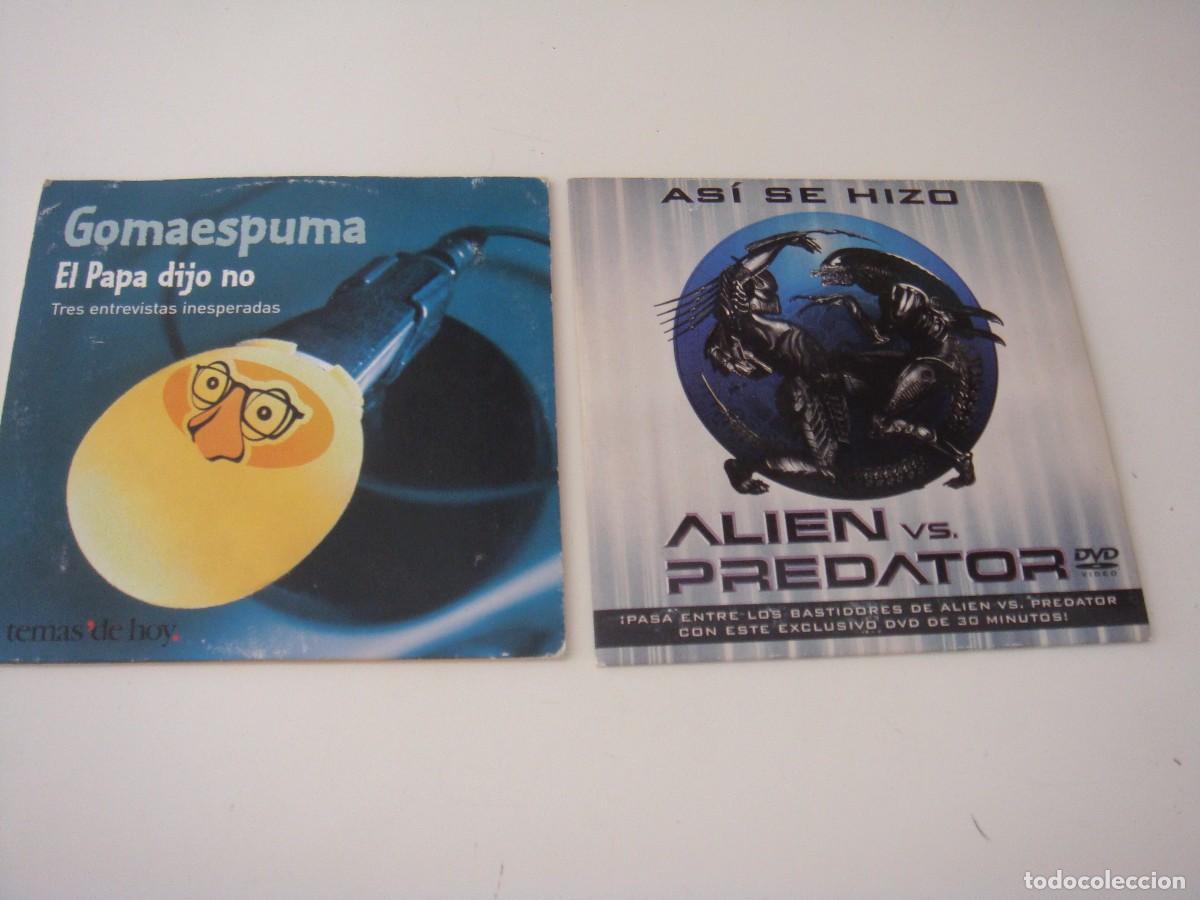 Gomaespuma
El Papa dijo no
Tres entrevistas inesperadas
temas'de hoy.
ASÍ SE HIZO
ALIEN VS.
PREDATOR
DVD
VIDEO
¡PASA ENTRE LOS BASTIDORES DE ALIEN VS. PREDATOR
CON ESTE EXCLUSIVO DVD DE 30 MINUTOS!
todocoleccion